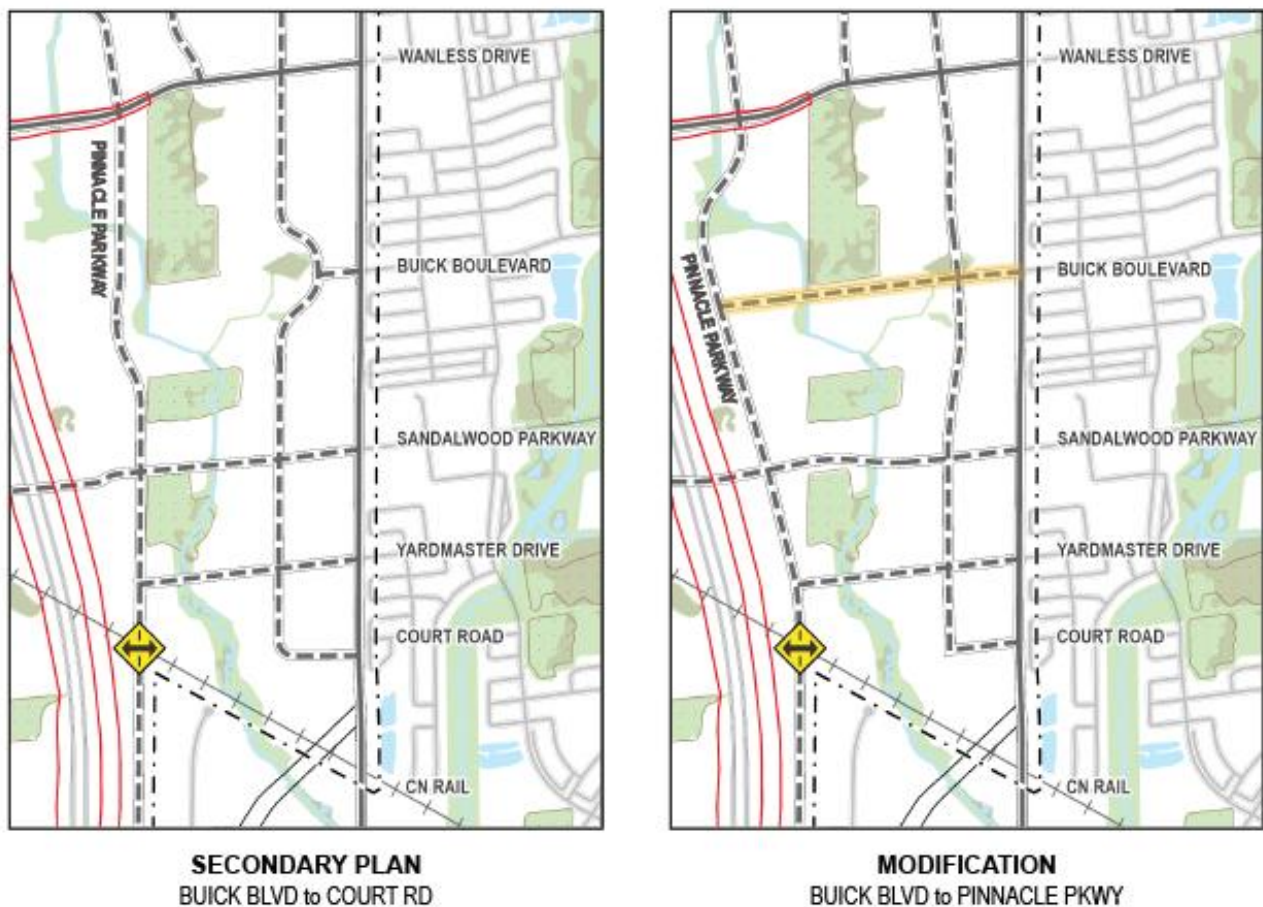 WANLESS DRIVE
PINNACLE PARKWAY
BUICK BOULEVARD
SANDALWOOD PARKWAY
YARDMASTER DRIVE
COURT ROAD
CN RAIL
SECONDARY PLAN
BUICK BLVD to COURT RD
WANLESS DRIVE
BUICK BOULEVARD
PINNACLE PARKWAY
SANDALWOOD PARKWAY
YARDMASTER DRIVE
COURT ROAD
CN RAIL
MODIFICATION
BUICK BLVD to PINNACLE PKWY